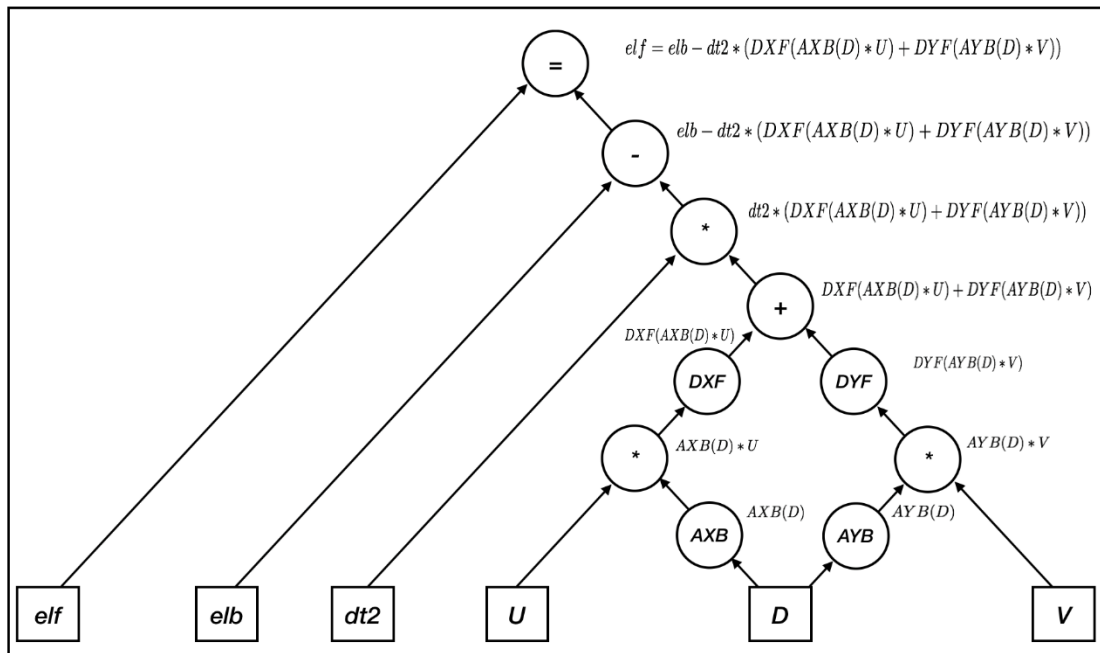 =
elf = elb − dt2 * (DXF(AXB(D) * U) + DYF(AYB(D) * V))
-
elb − dt2 * (DXF(AXB(D) * U) + DYF(AYB(D) * V))
*
dt2 * (DXF(AXB(D) * U) + DYF(AYB(D) * V))
+
DXF(AXB(D) * U) + DYF(AYB(D) * V)
DXF(AXB(D) * U)
DXF
DYF
DYF(AYB(D) * V)
*
AXB(D) * U
*
AYB(D) * V
AXB
AXB(D)
AYB
AYB(D)
elf
elb
dt2
U
D
V